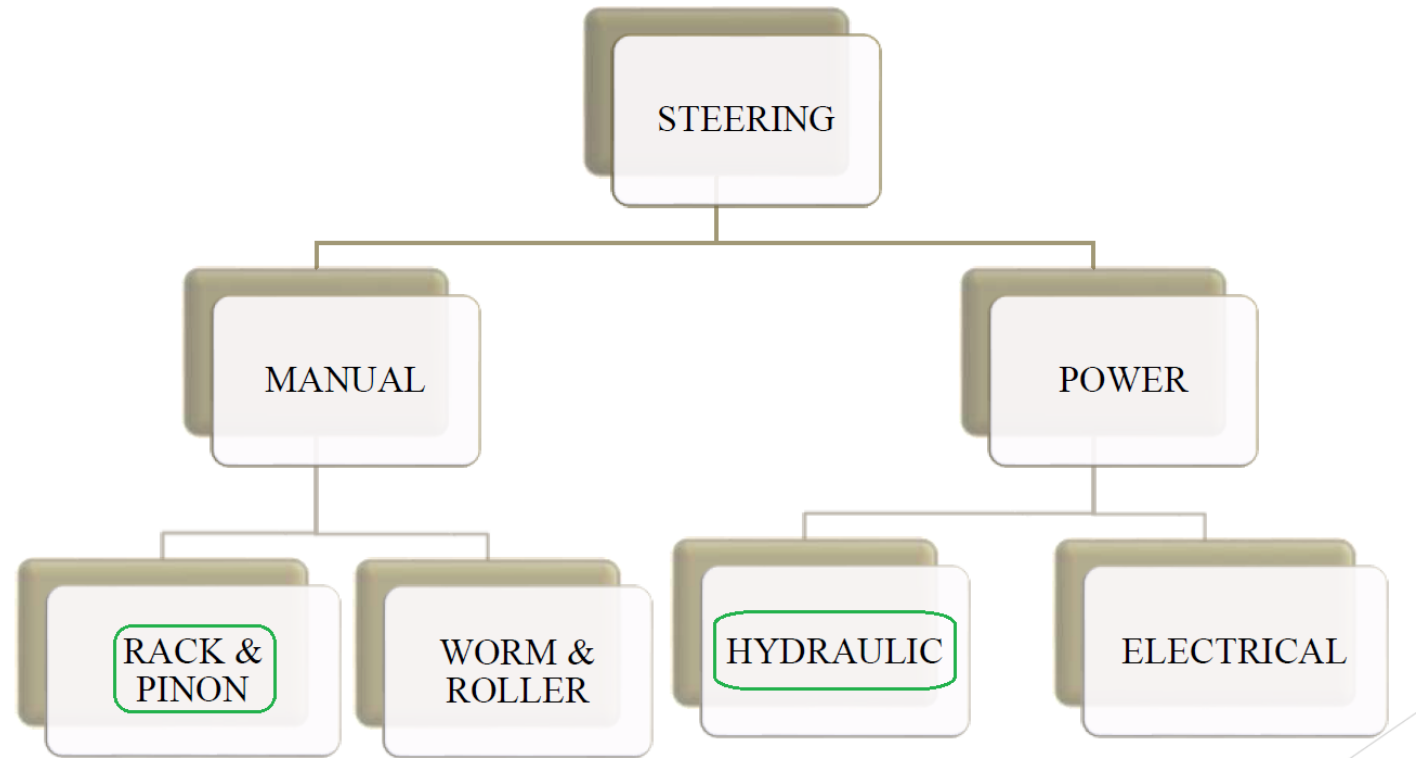 STEERING
MANUAL
POWER
RACK &
PINON
WORM &
ROLLER
HYDRAULIC
ELECTRICAL